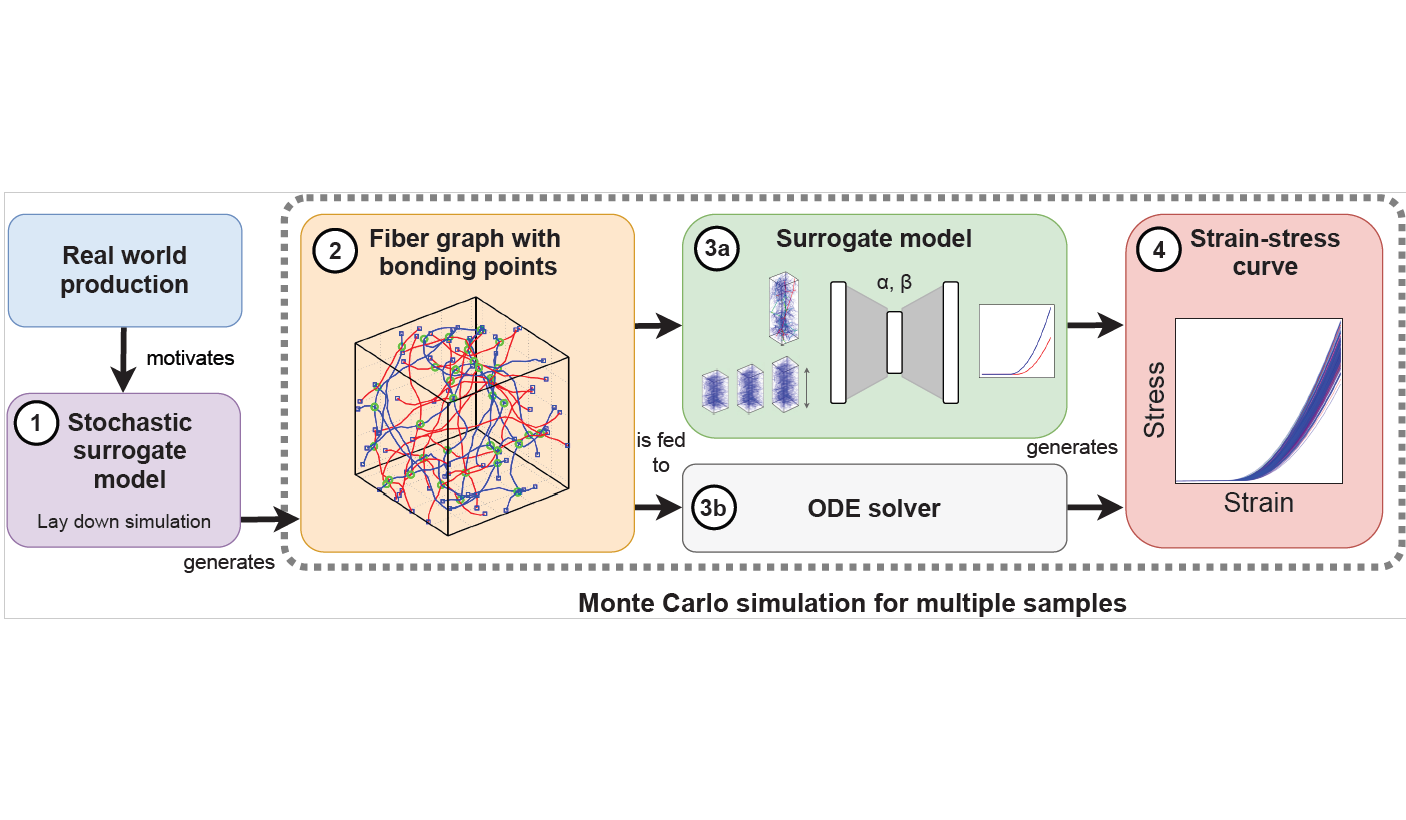 Real world
production
motivates
1
Stochastic
surrogate
model
Lay down simulation
generates
2
Fiber graph with
bonding points
is fed
to
3a
Surrogate model
α, β
3b
ODE solver
generates
4
Strain-stress
curve
Stress
Strain
Monte Carlo simulation for multiple samples